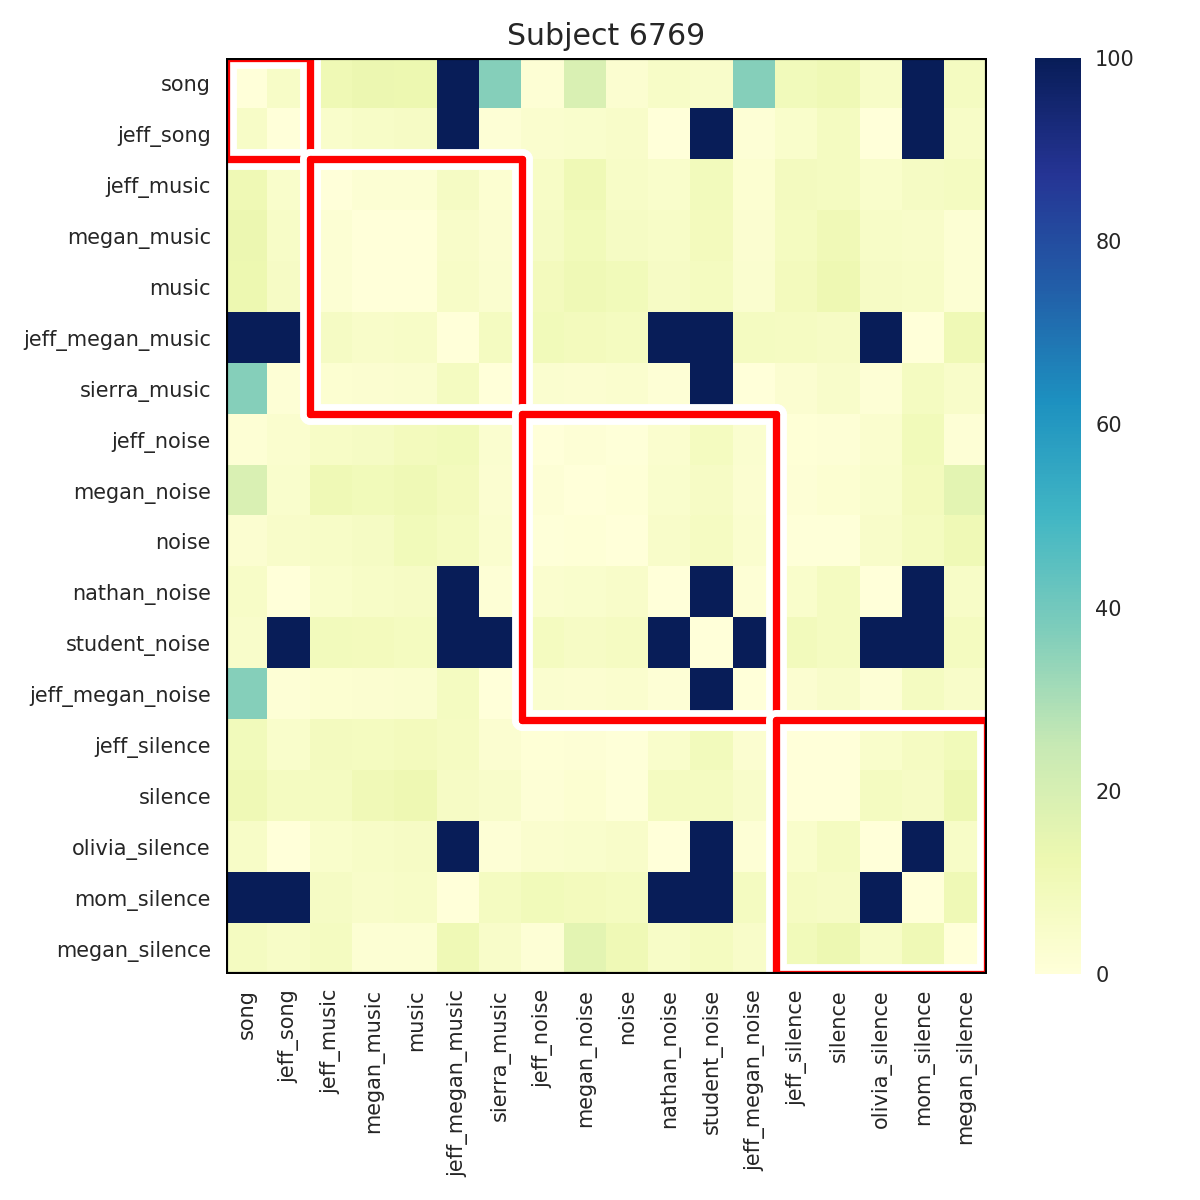 Subject 6769
song
jeff_song
jeff_music
megan_music
music
jeff_megan_music
sierra_music
jeff_noise
megan_noise
noise
nathan_noise
student_noise
jeff_megan_noise
jeff_silence
silence
olivia_silence
mom_silence
megan_silence
song
jeff_song
jeff_music
megan_music
music
jeff_megan_music
sierra_music
jeff_noise
megan_noise
noise
nathan_noise
student_noise
jeff_megan_noise
jeff_silence
silence
olivia_silence
mom_silence
megan_silence
100
80
60
40
20
0